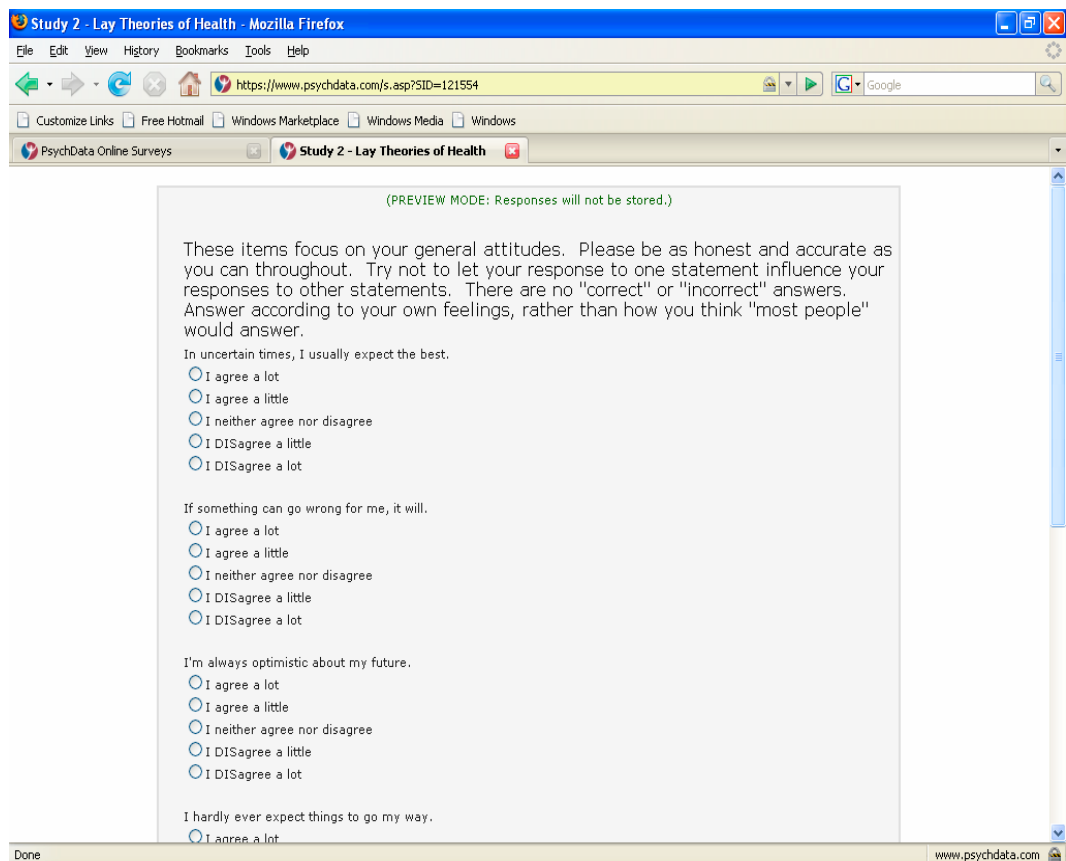 Study 2 - Lay Theories of Health - Mozilla Firefox
File Edit View History Bookmarks Tools Help
https://www.psychdata.com/s.asp?SID=121554
G Google
Customize Links Free Hotmail Windows Marketplace Windows Media Windows
PsychData Online Surveys Study 2 - Lay Theories of Health
(PREVIEW MODE: Responses will not be stored.)
These items focus on your general attitudes. Please be as honest and accurate as
you can throughout. Try not to let your response to one statement influence your
responses to other statements. There are no "correct" or "incorrect" answers.
Answer according to your own feelings, rather than how you think "most people"
would answer.
In uncertain times, I usually expect the best.
I agree a lot
I agree a little
I neither agree nor disagree
I DISagree a little
I DISagree a lot
If something can go wrong for me, it will.
I agree a lot
I agree a little
I neither agree nor disagree
I DISagree a little
I DISagree a lot
I'm always optimistic about my future.
I agree a lot
I agree a little
I neither agree nor disagree
I DISagree a little
I DISagree a lot
I hardly ever expect things to go my way.
I agree a lot
Done www.psychdata.com